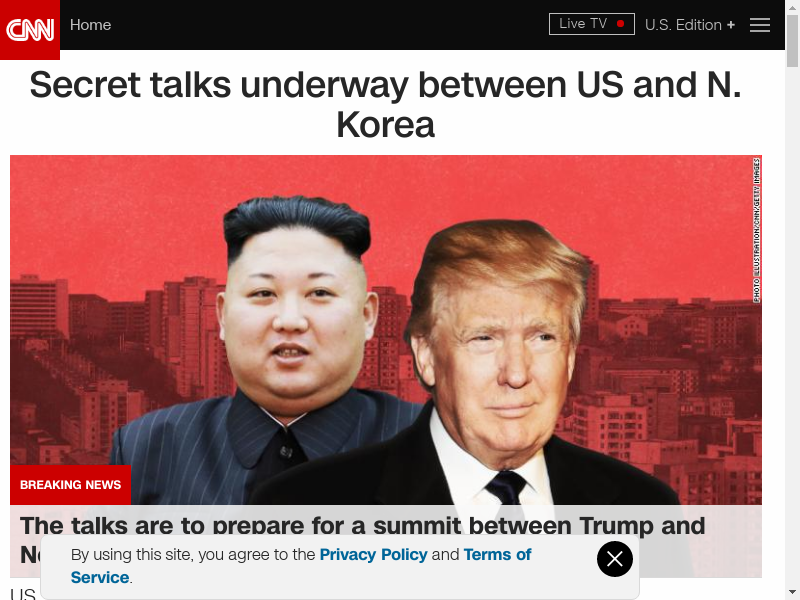 CNN
Home
Live TV
U.S. Edition +
Secret talks underway between US and N.
Korea
PHOTO ILLUSTRATION/CNN/GETTY IMAGES
BREAKING NEWS
The talks are to prepare for a summit between Trump and
By using this site, you agree to the Privacy Policy and Terms of
Service.
US